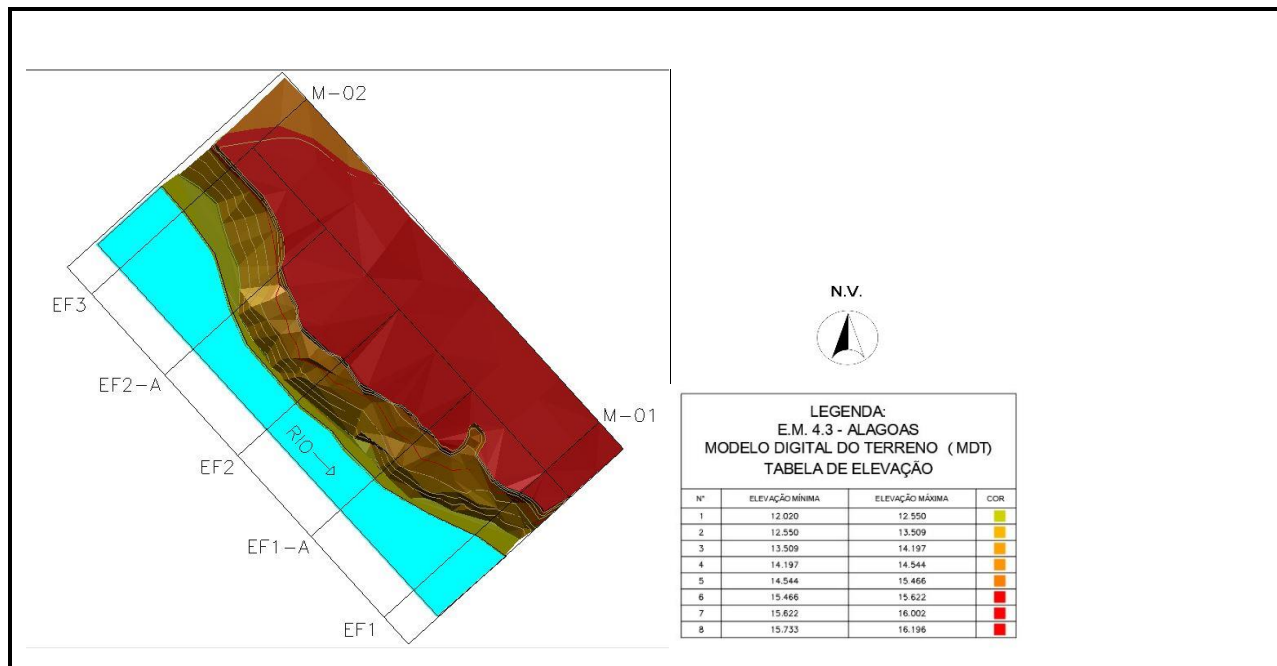 M-02
EF3
EF2-A
M-01
EF2
RIO
EF1-A
EF1
N.V.
LEGENDA:
E.M. 4.3 - ALAGOAS
MODELO DIGITAL DO TERRENO ( MDT)
TABELA DE ELEVAÇÃO
N° ELEVAÇÃO MÍNIMA ELEVAÇÃO MÁXIMA COR
1 12.020 12.550
2 12.550 13.509
3 13.509 14.197
4 14.197 14.544
5 14.544 15.466
6 15.466 15.622
7 15.622 16.002
8 15.733 16.196